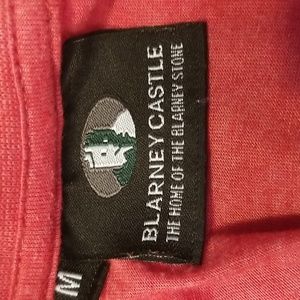 BLARNEY CASTLE
THE HOME OF THE BLARNEY STONE
M